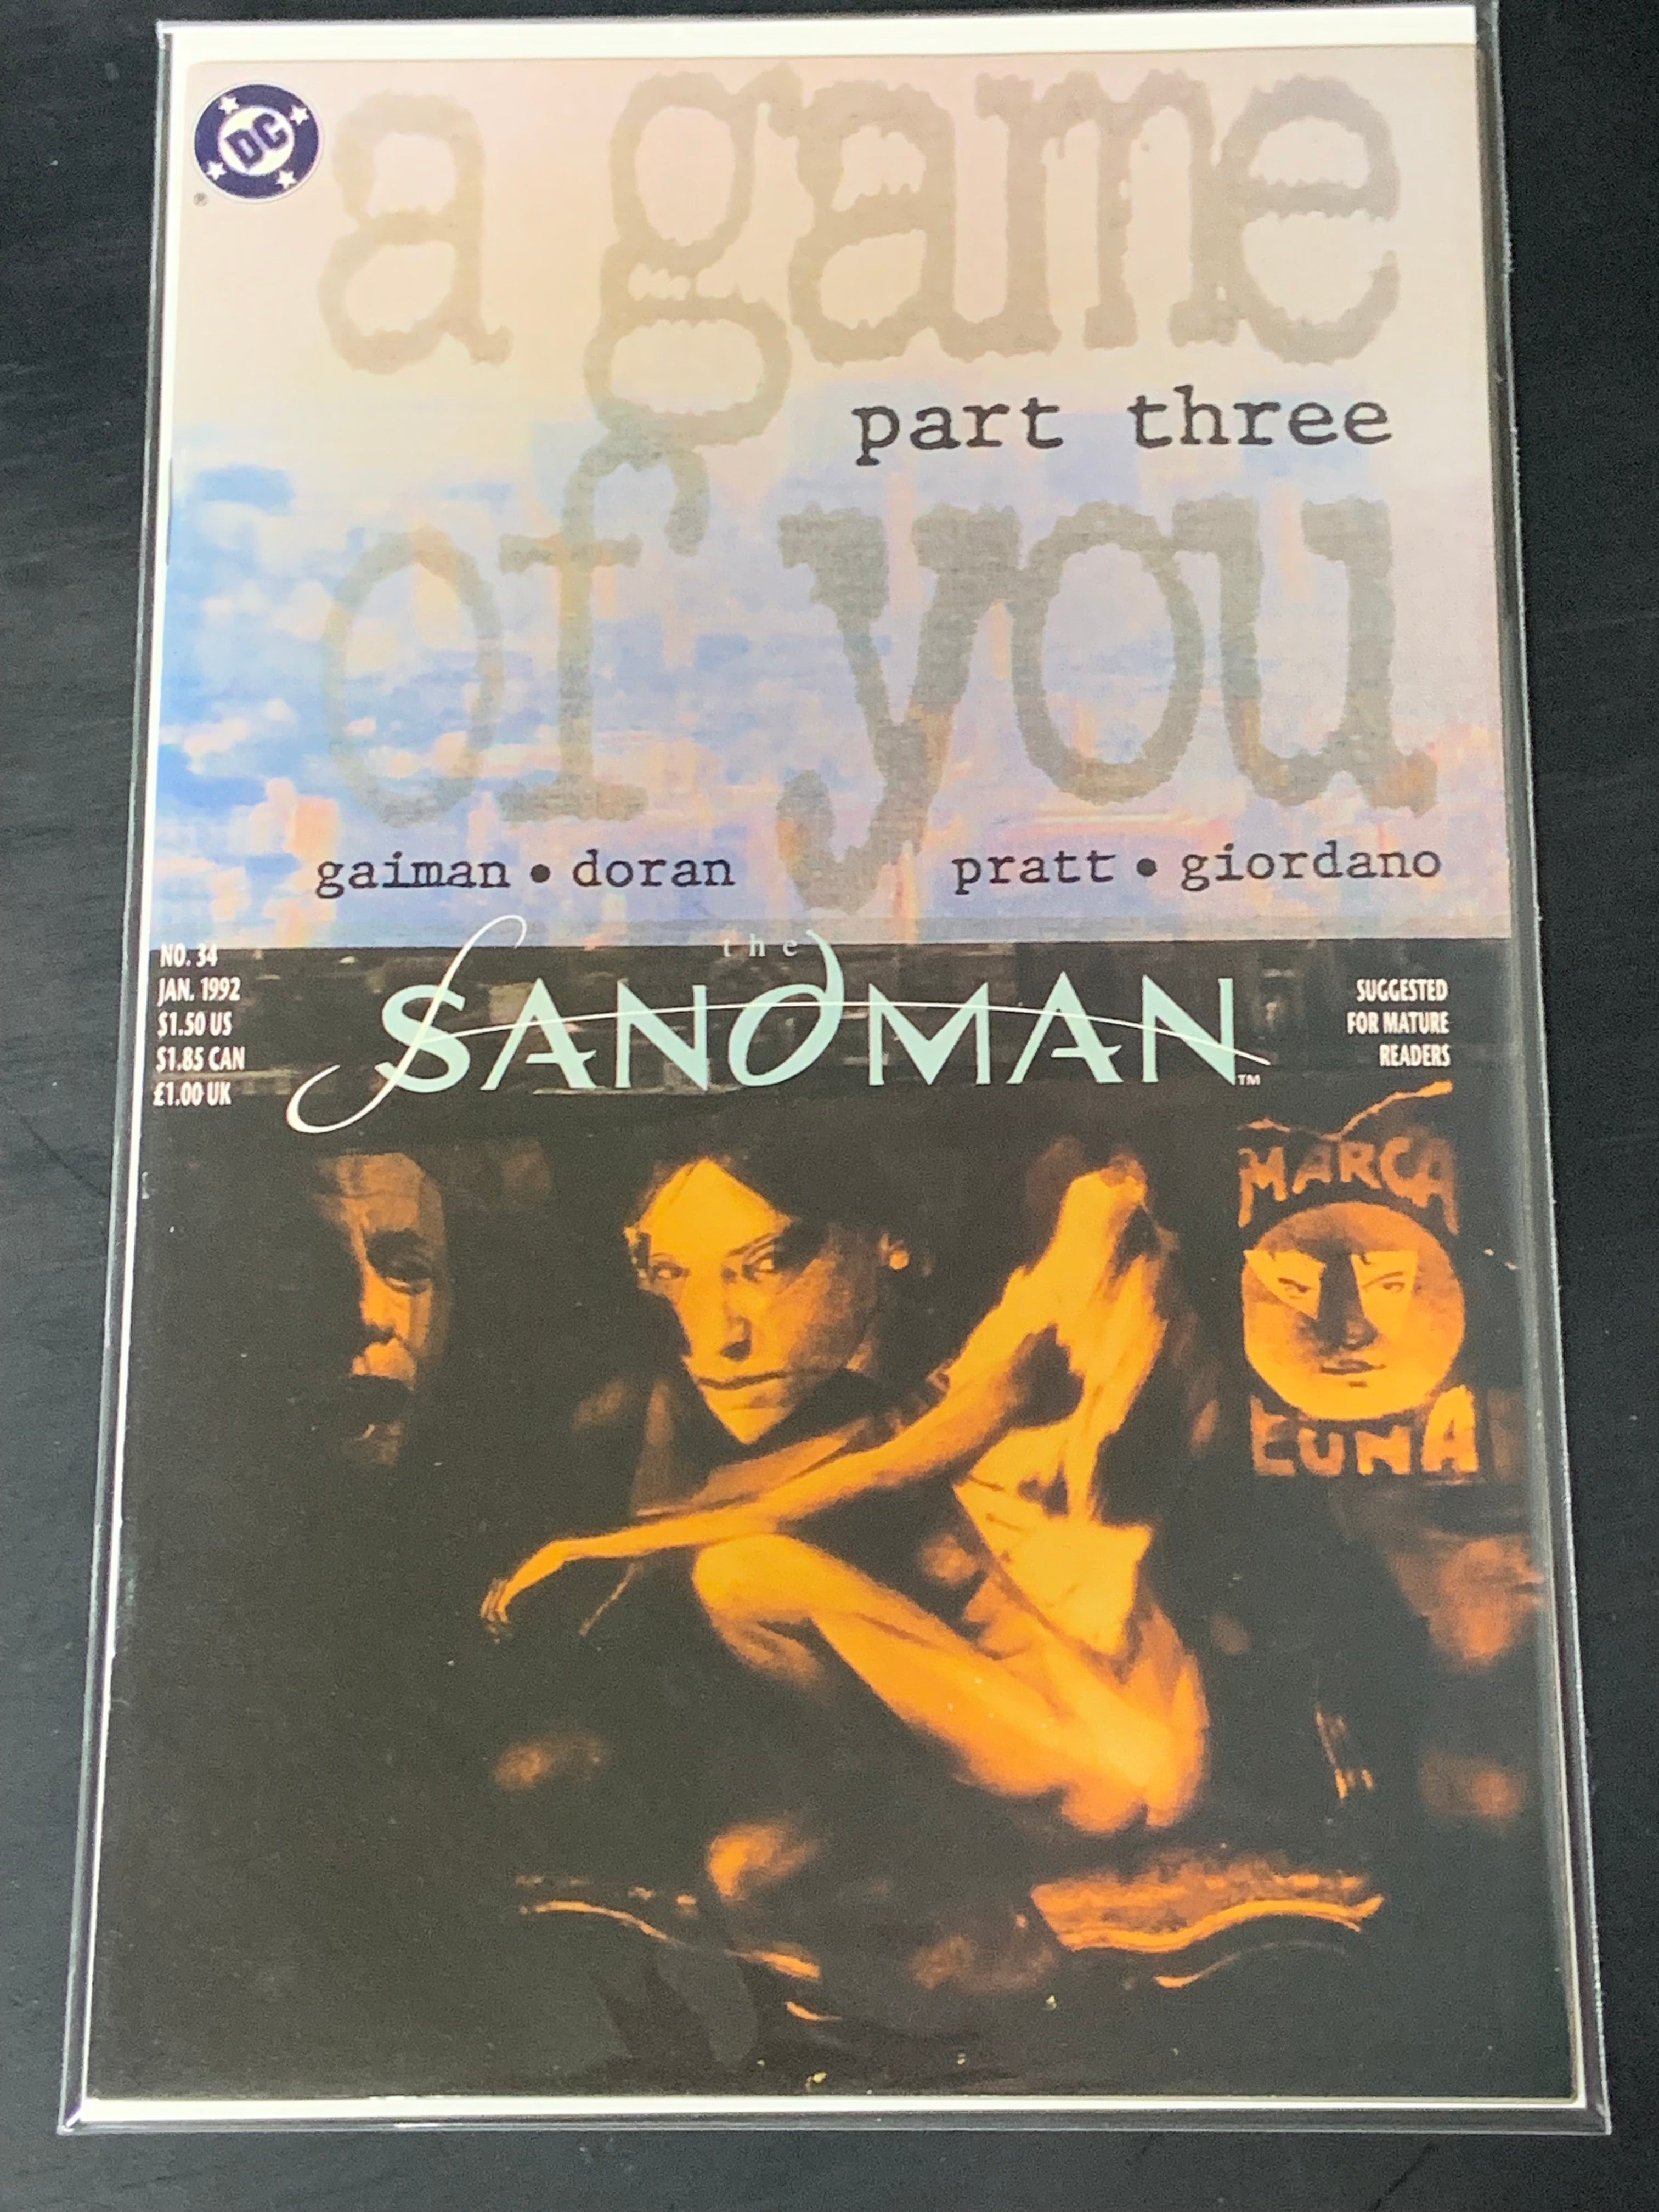 DC
®
a game
part three
of you
gaiman • doran
pratt • giordano
NO. 34
JAN. 1992
$1.50 US
$1.85 CAN
£1.00 UK
the
SANDMAN™
SUGGESTED
FOR MATURE
READERS
MARCA
LUNA